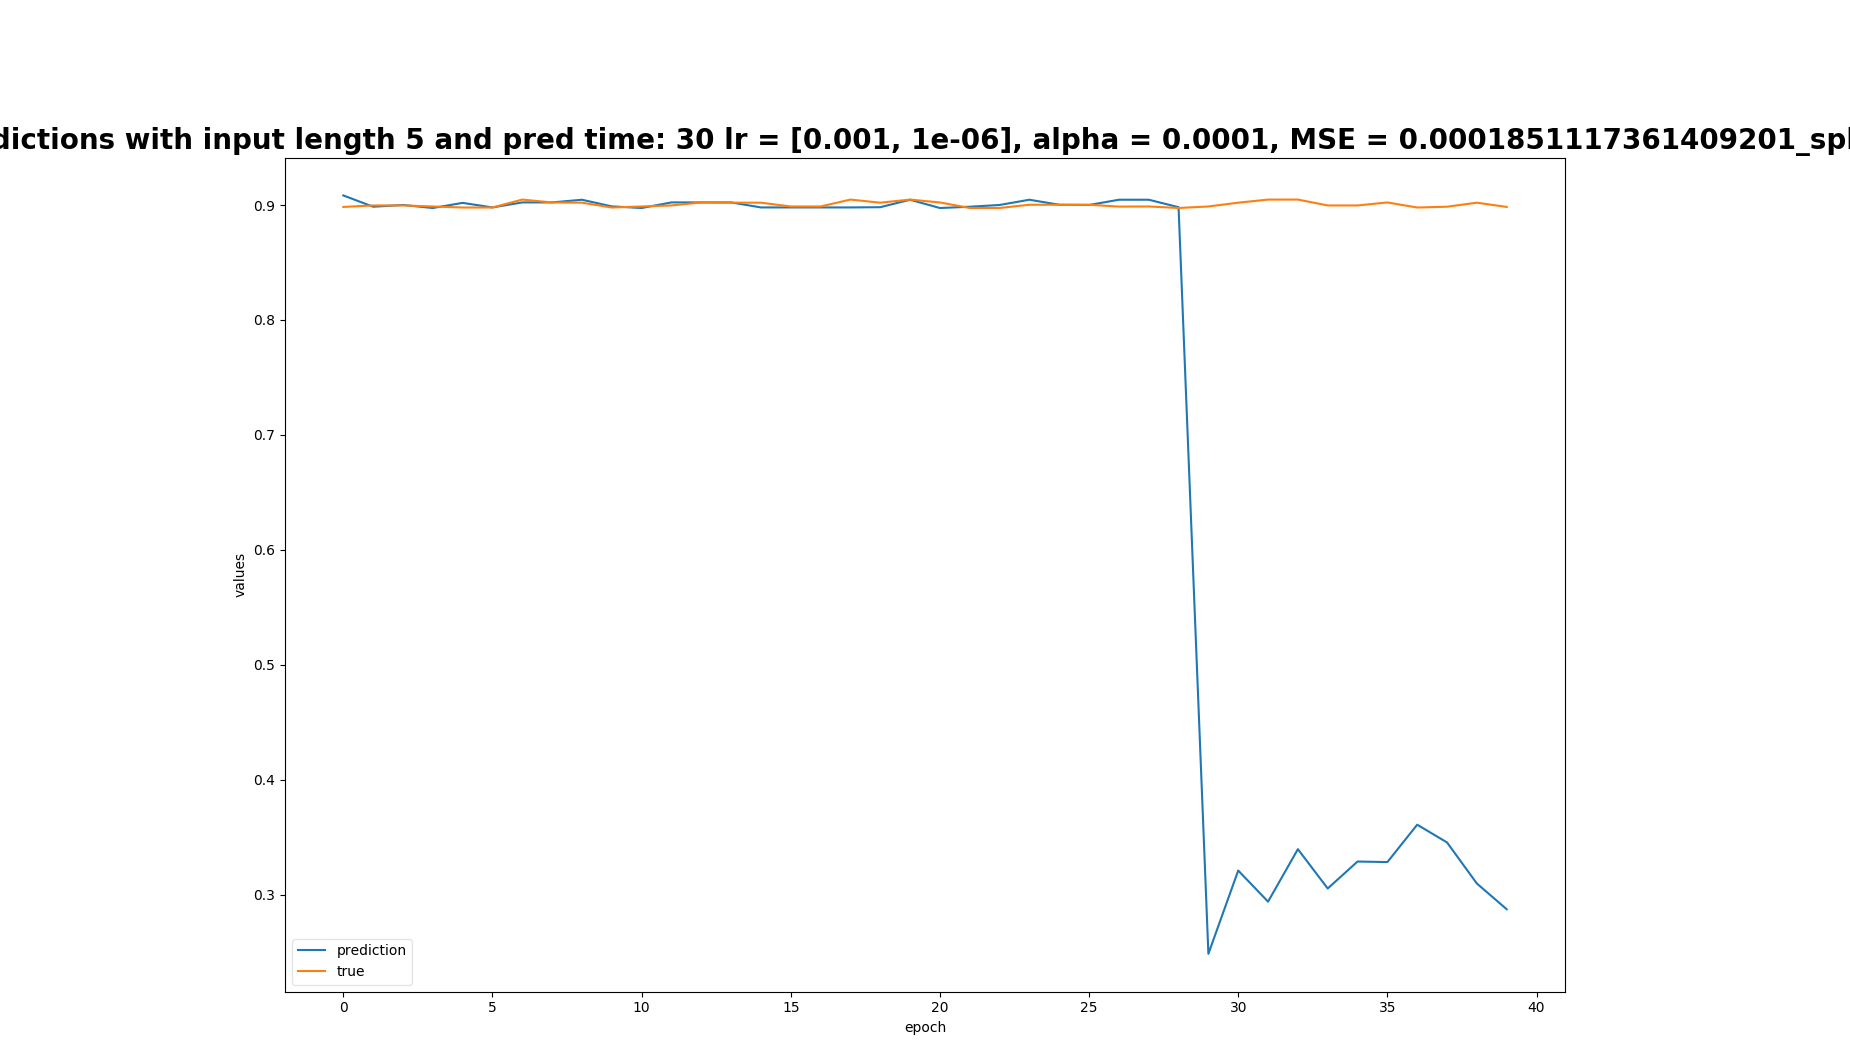 dictions with input length 5 and pred time: 30 lr = [0.001, 1e-06], alpha = 0.0001, MSE = 0.0001851117361409201_spl
0.9
0.8
0.7
0.6
0.5
0.4
0.3
values
prediction
true
0 5 10 15 20 25 30 35 40
epoch